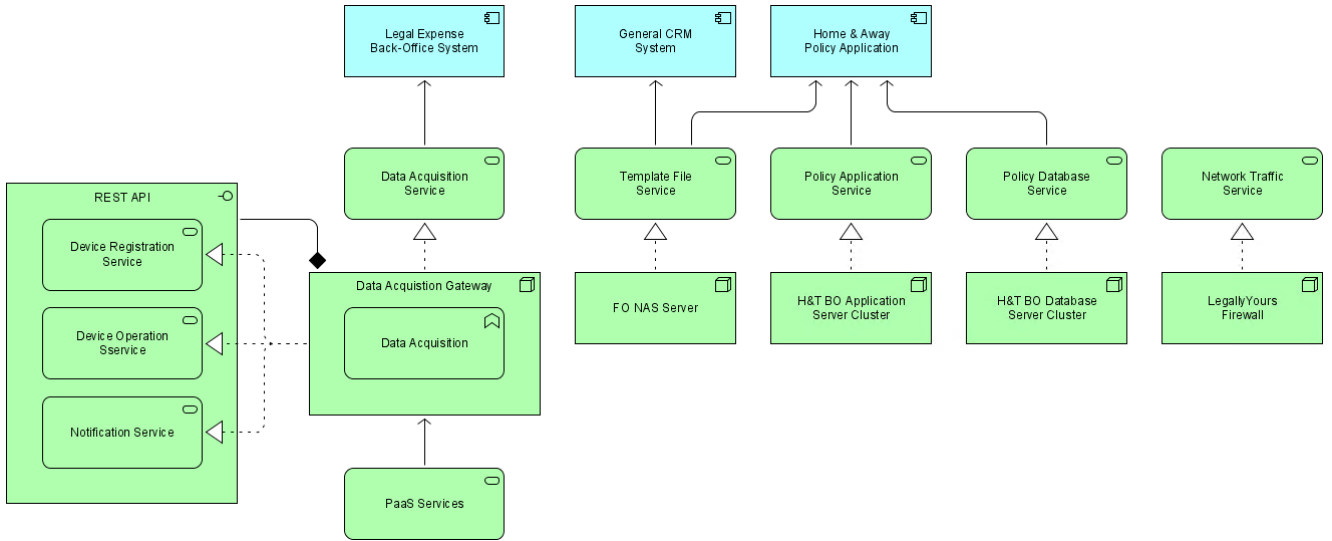 Legal Expense
Back-Office System
General CRM
System
Home & Away
Policy Application
Data Acquisition
Service
Template File
Service
Policy Application
Service
Policy Database
Service
Network Traffic
Service
REST API
Device Registration
Service
Device Operation
Sservice
Notification Service
Data Acquistion Gateway
Data Acquisition
FO NAS Server
H&T BO Application
Server Cluster
H&T BO Database
Server Cluster
LegallyYours
Firewall
PaaS Services